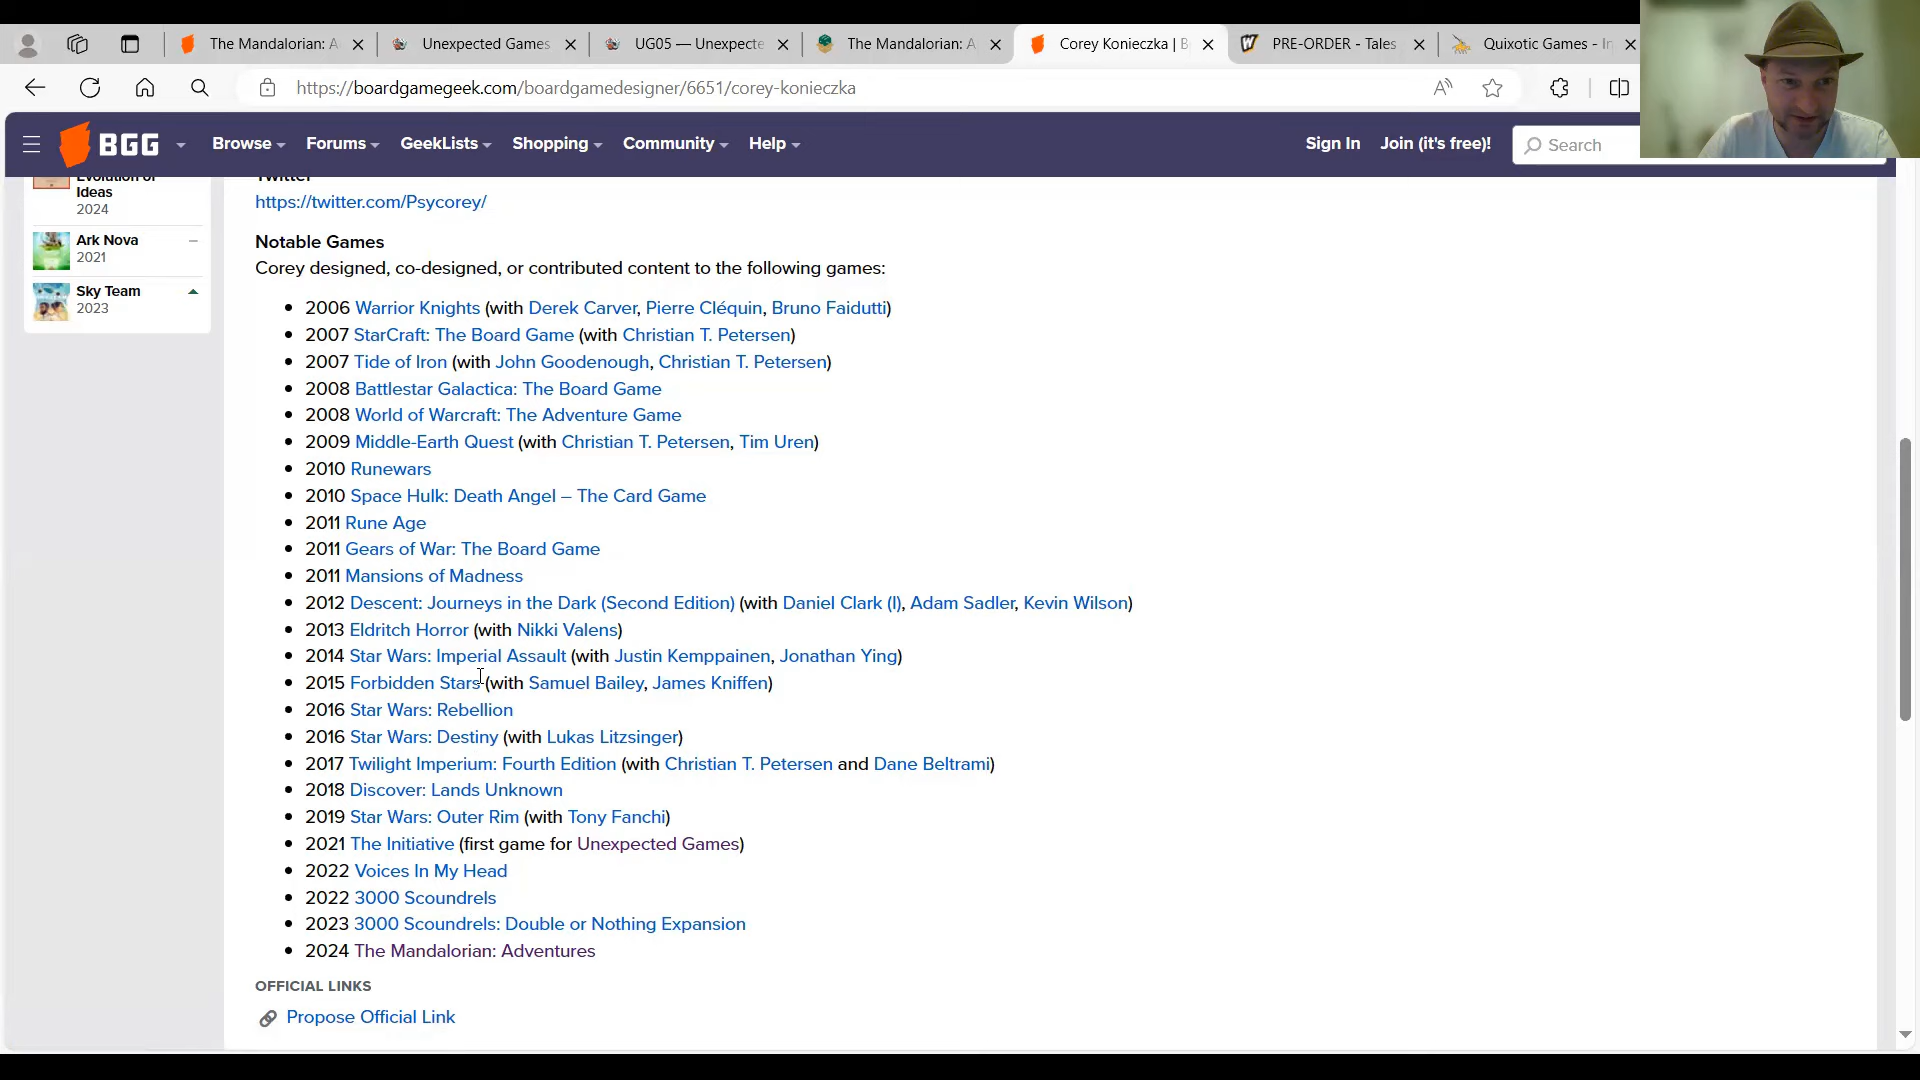 The Mandalorian: A
Unexpected Games
UG05 — Unexpecte
The Mandalorian: A
Corey Konieczka | B
PRE-ORDER - Tales
Quixotic Games - In
https://boardgamegeek.com/boardgamedesigner/6651/corey-konieczka
BGG
Browse
Forums
GeekLists
Shopping
Community
Help
Sign In
Join (it's free)!
Search
Evolution of
Ideas
2024
Ark Nova
2021
Sky Team
2023
Twitter
https://twitter.com/Psycorey/
Notable Games
Corey designed, co-designed, or contributed content to the following games:
2006 Warrior Knights (with Derek Carver, Pierre Cléquin, Bruno Faidutti)
2007 StarCraft: The Board Game (with Christian T. Petersen)
2007 Tide of Iron (with John Goodenough, Christian T. Petersen)
2008 Battlestar Galactica: The Board Game
2008 World of Warcraft: The Adventure Game
2009 Middle-Earth Quest (with Christian T. Petersen, Tim Uren)
2010 Runewars
2010 Space Hulk: Death Angel – The Card Game
2011 Rune Age
2011 Gears of War: The Board Game
2011 Mansions of Madness
2012 Descent: Journeys in the Dark (Second Edition) (with Daniel Clark (I), Adam Sadler, Kevin Wilson)
2013 Eldritch Horror (with Nikki Valens)
2014 Star Wars: Imperial Assault (with Justin Kemppainen, Jonathan Ying)
2015 Forbidden Stars (with Samuel Bailey, James Kniffen)
2016 Star Wars: Rebellion
2016 Star Wars: Destiny (with Lukas Litzsinger)
2017 Twilight Imperium: Fourth Edition (with Christian T. Petersen and Dane Beltrami)
2018 Discover: Lands Unknown
2019 Star Wars: Outer Rim (with Tony Fanchi)
2021 The Initiative (first game for Unexpected Games)
2022 Voices In My Head
2022 3000 Scoundrels
2023 3000 Scoundrels: Double or Nothing Expansion
2024 The Mandalorian: Adventures
OFFICIAL LINKS
Propose Official Link